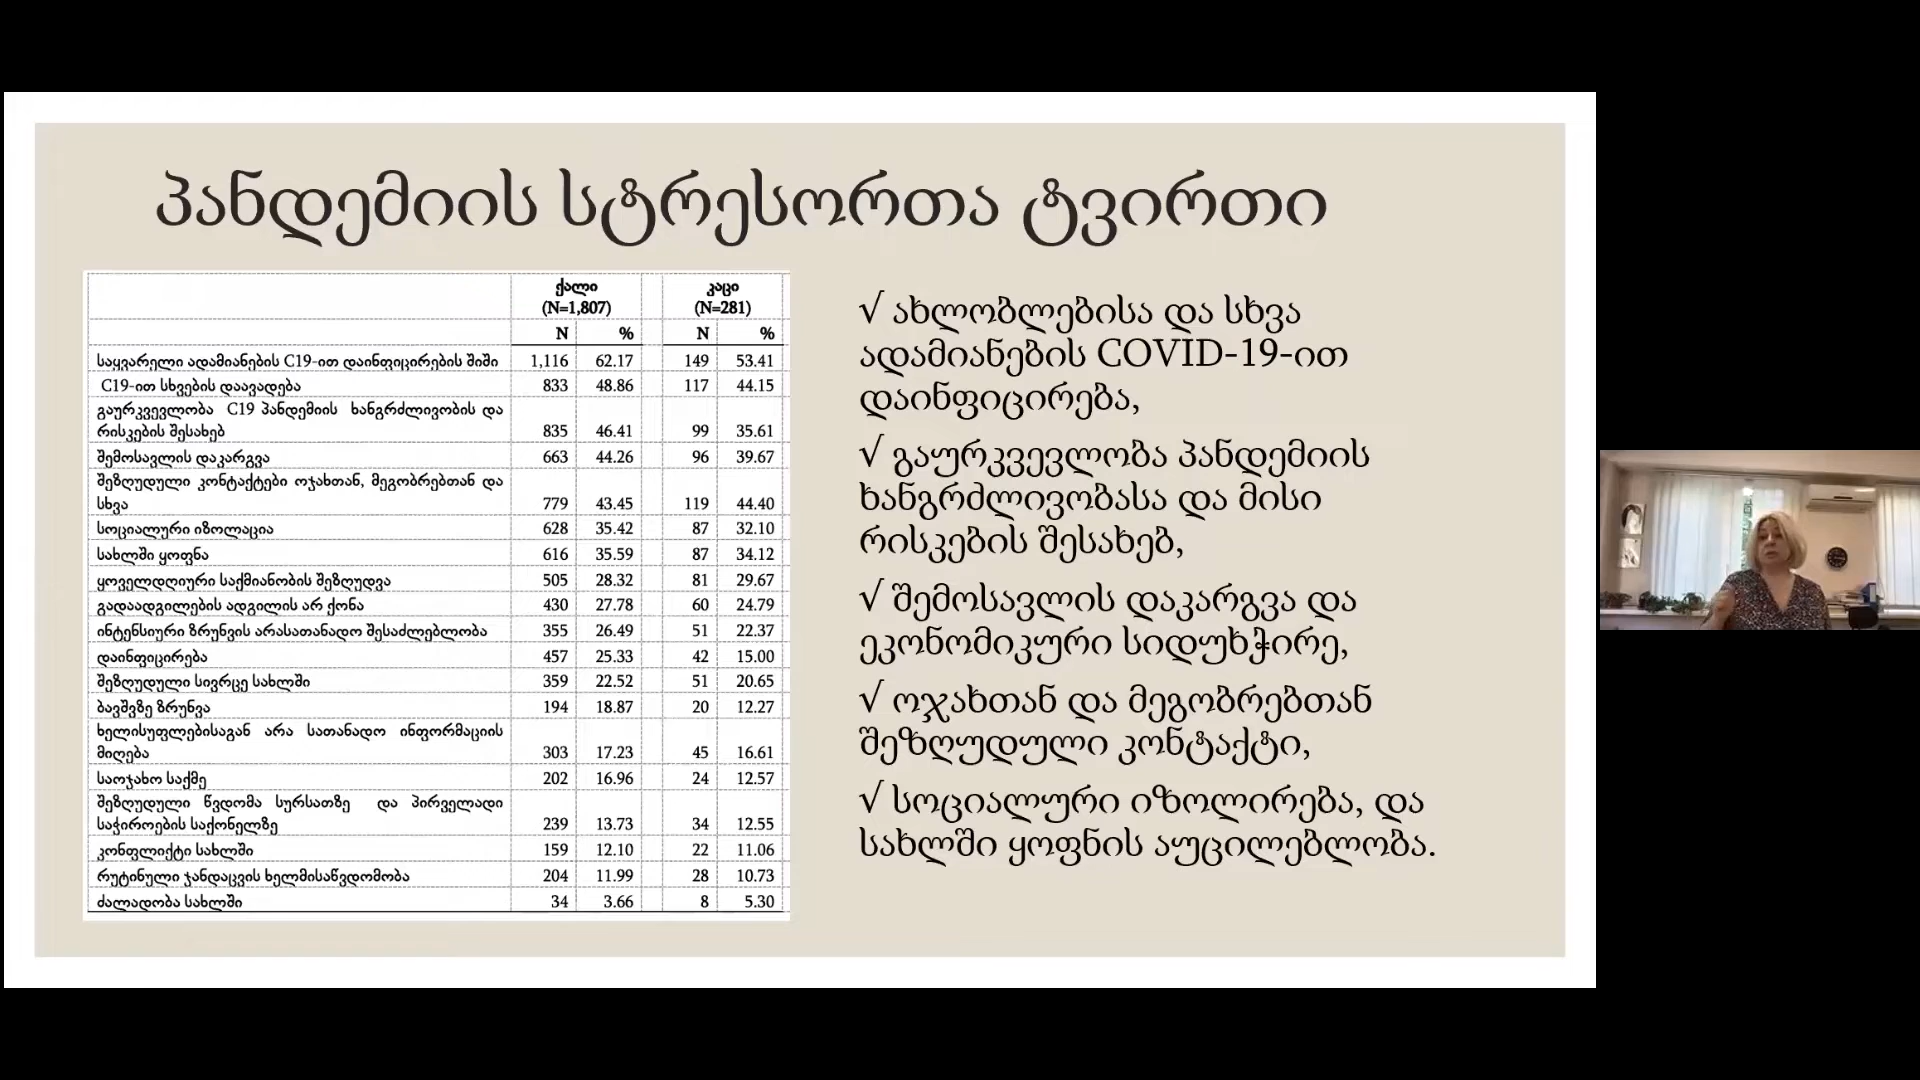 პანდემიის სტრესორთა ტვირთი
ქალი კაცი
(N=1,807) (N=281)
N % N %
საყვარელი ადამიანების C19-ით დაინფიცირების შიში 1,116 62.17 149 53.41
C19-ით სხვების დაავადება 833 48.86 117 44.15
გაურკვევლობა C19 პანდემიის ხანგრძლივობის და
რისკების შესახებ 835 46.41 99 35.61
შემოსავლის დაკარგვა 663 44.26 96 39.67
შეზღუდული კონტაქტები ოჯახთან, მეგობრებთან და
სხვა 779 43.45 119 44.40
სოციალური იზოლაცია 628 35.42 87 32.10
სახლში ყოფნა 616 35.59 87 34.12
ყოველდღიური საქმიანობის შეზღუდვა 505 28.32 81 29.67
გადაადგილების ადგილის არ ქონა 430 27.78 60 24.79
ინტენსიური ზრუნვის არასათანადო შესაძლებლობა 355 26.49 51 22.37
დაინფიცირება 457 25.33 42 15.00
შეზღუდული სივრცე სახლში 359 22.52 51 20.65
ბავშვზე ზრუნვა 194 18.87 20 12.27
ხელისუფლებისაგან არა სათანადო ინფორმაციის
მიღება 303 17.23 45 16.61
საოჯახო საქმე 202 16.96 24 12.57
შეზღუდული წვდომა სურსათზე და პირველადი
საჭიროების საქონელზე 239 13.73 34 12.55
კონფლიქტი სახლში 159 12.10 22 11.06
რუტინული ჯანდაცვის ხელმისაწვდომობა 204 11.99 28 10.73
ძალადობა სახლში 34 3.66 8 5.30
√ ახლობლებისა და სხვა
ადამიანების COVID-19-ით
დაინფიცირება,
√ გაურკვევლობა პანდემიის
ხანგრძლივობასა და მისი
რისკების შესახებ,
√ შემოსავლის დაკარგვა და
ეკონომიკური სიდუხჭირე,
√ ოჯახთან და მეგობრებთან
შეზღუდული კონტაქტი,
√ სოციალური იზოლირება, და
სახლში ყოფნის აუცილებლობა.